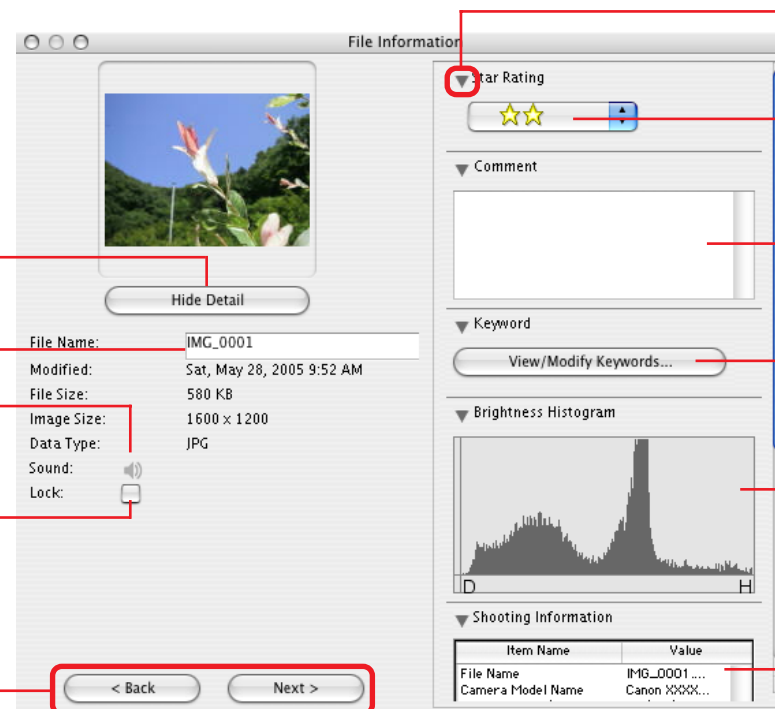 File Information
Hide Detail
File Name: IMG_0001
Modified: Sat, May 28, 2005 9:52 AM
File Size: 580 KB
Image Size: 1600 x 1200
Data Type: JPG
Sound:
Lock:
< Back Next >
Star Rating
Comment
Keyword
View/Modify Keywords...
Brightness Histogram
D H
Shooting Information
Item Name Value
File Name IMG_0001....
Camera Model Name Canon XXXX...